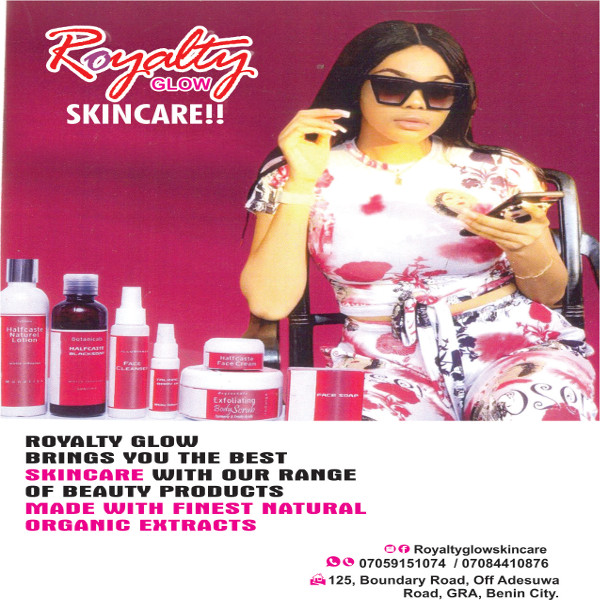 Royalty
GLOW
SKINCARE!!
Halfcaste
Naturel
Lotion
Botanicals
HALFCASTE
BLACKSOAP
FACE
CLEANSER
Halfcaste
Face Cream
Exfoliating
Body Scrub
FACE SOAP
ROYALTY GLOW
BRINGS YOU THE BEST
SKINCARE WITH OUR RANGE
OF BEAUTY PRODUCTS
MADE WITH FINEST NATURAL
ORGANIC EXTRACTS
Royaltyglowskincare
07059151074 / 07084410876
125, Boundary Road, Off Adesuwa
Road, GRA, Benin City.